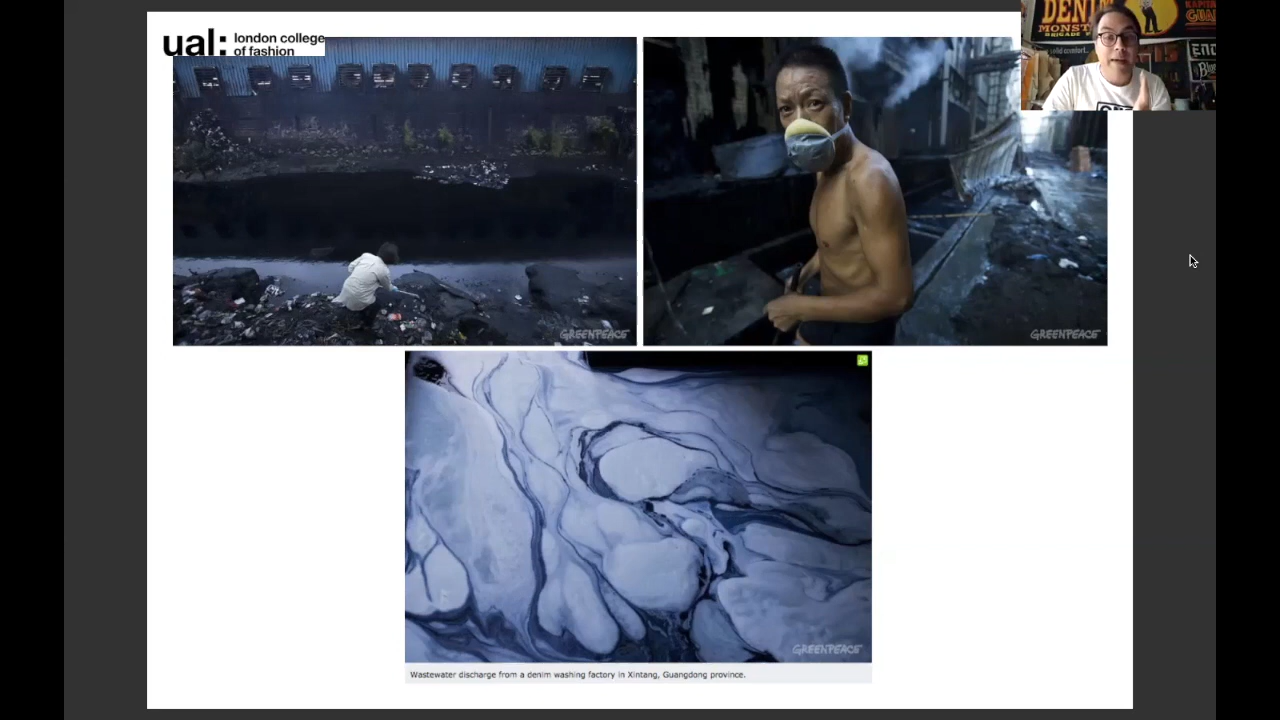 ual:
london college
of fashion
DENIM
MONST
GREENPEACE
GREENPEACE
GREENPEACE
Wastewater discharge from a denim washing factory in Xintang, Guangdong province.